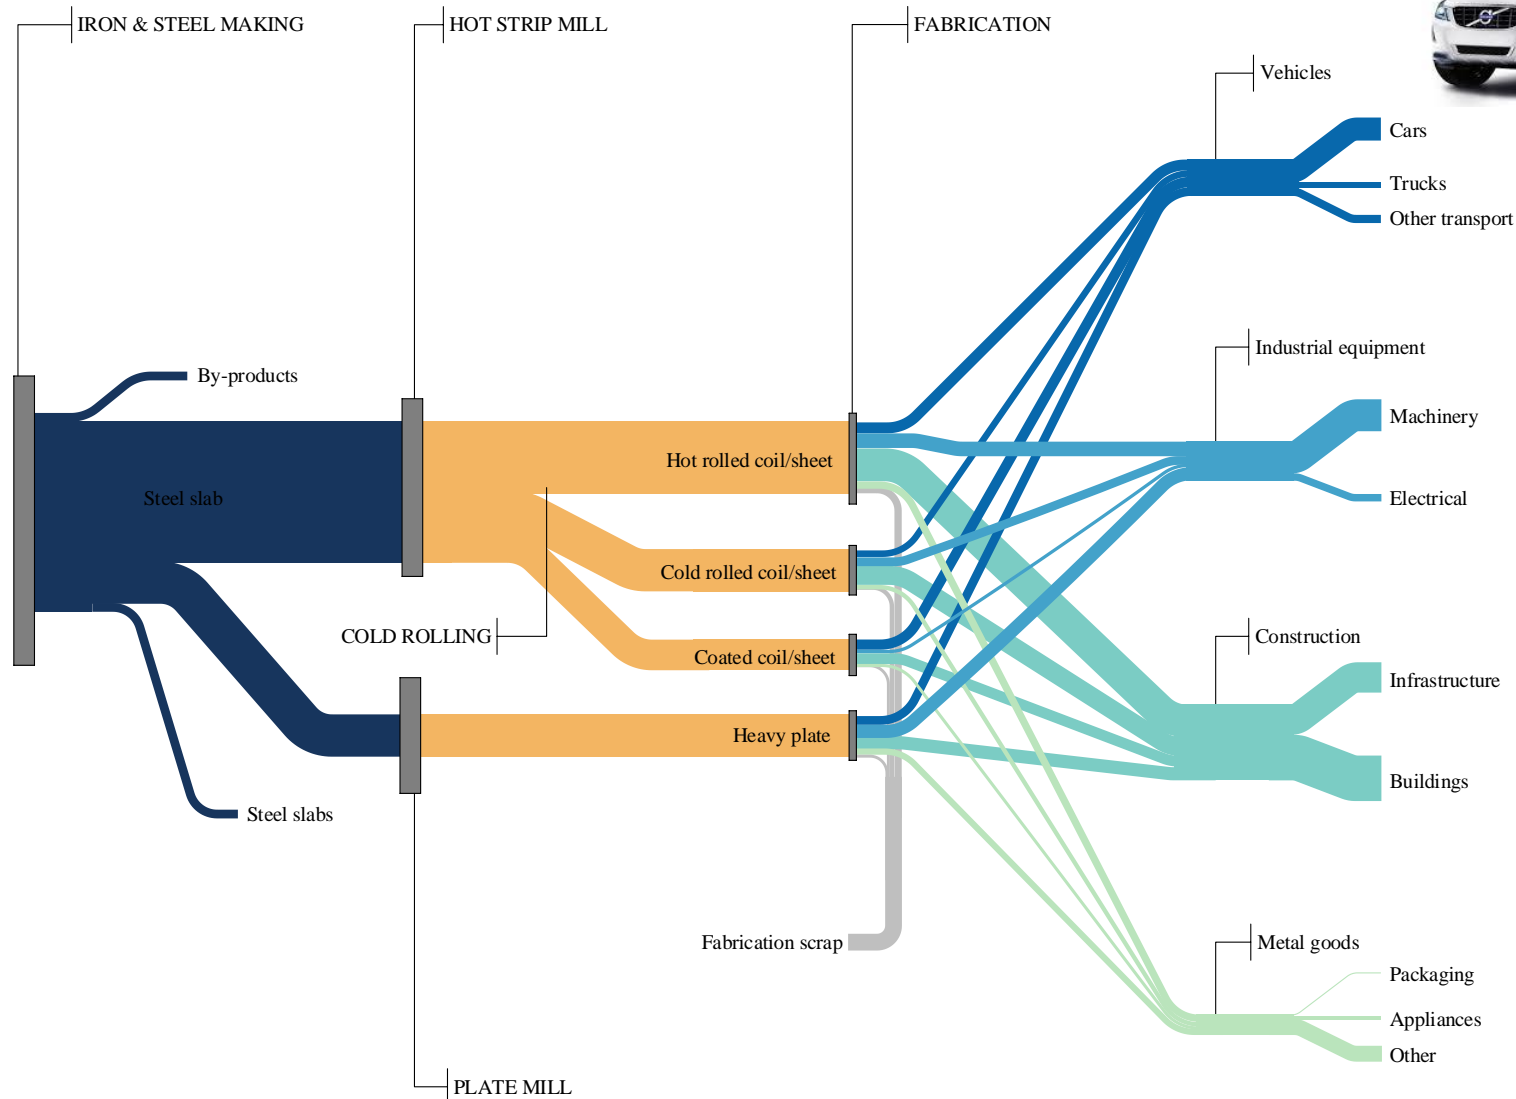 IRON & STEEL MAKING
HOT STRIP MILL
FABRICATION
Vehicles
Cars
Trucks
Other transport
Industrial equipment
By-products
Machinery
Hot rolled coil/sheet
Steel slab
Electrical
Cold rolled coil/sheet
COLD ROLLING
Construction
Coated coil/sheet
Infrastructure
Heavy plate
Buildings
Steel slabs
Fabrication scrap
Metal goods
Packaging
Appliances
Other
PLATE MILL